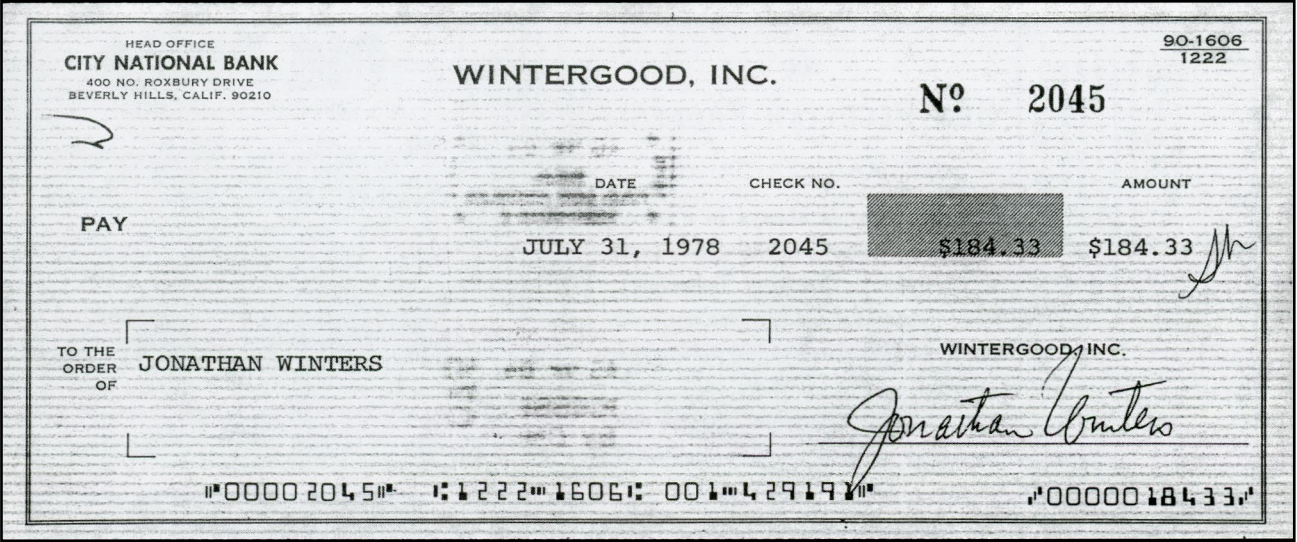 HEAD OFFICE
CITY NATIONAL BANK
400 NO. ROXBURY DRIVE
BEVERLY HILLS, CALIF. 90210
WINTERGOOD, INC.
90-1606
1222
Nº 2045
DATE CHECK NO. AMOUNT
PAY
JULY 31, 1978 2045 $184.33 $184.33
TO THE
ORDER
OF
JONATHAN WINTERS
WINTERGOOD, INC.
Jonathan Winters
⑈00002045⑈ ⑆1222⑉1606⑆ 001⑉429191⑈ ⑇0000018433⑇